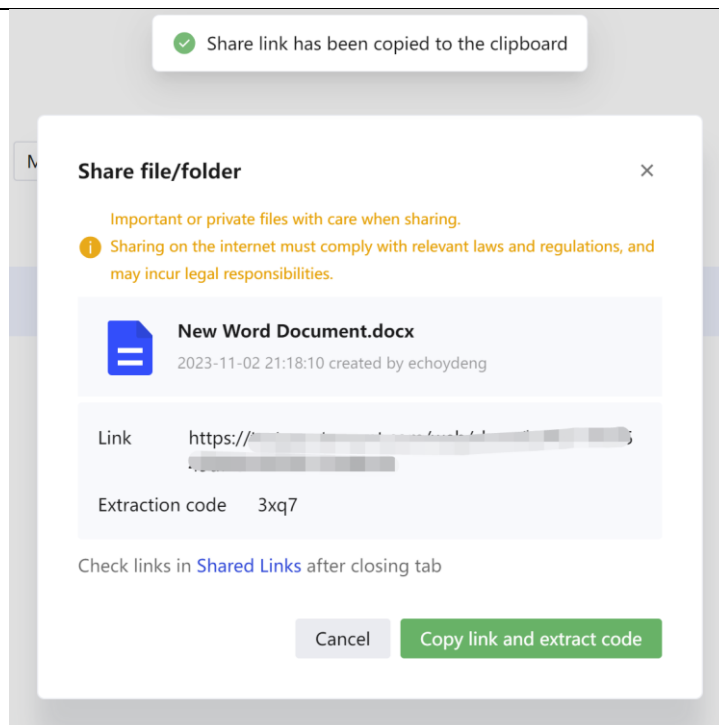 Share link has been copied to the clipboard
M
Share file/folder
Important or private files with care when sharing.
Sharing on the internet must comply with relevant laws and regulations, and
may incur legal responsibilities.
New Word Document.docx
2023-11-02 21:18:10 created by echoydeng
Link https://
Extraction code 3xq7
Check links in Shared Links after closing tab
Cancel Copy link and extract code